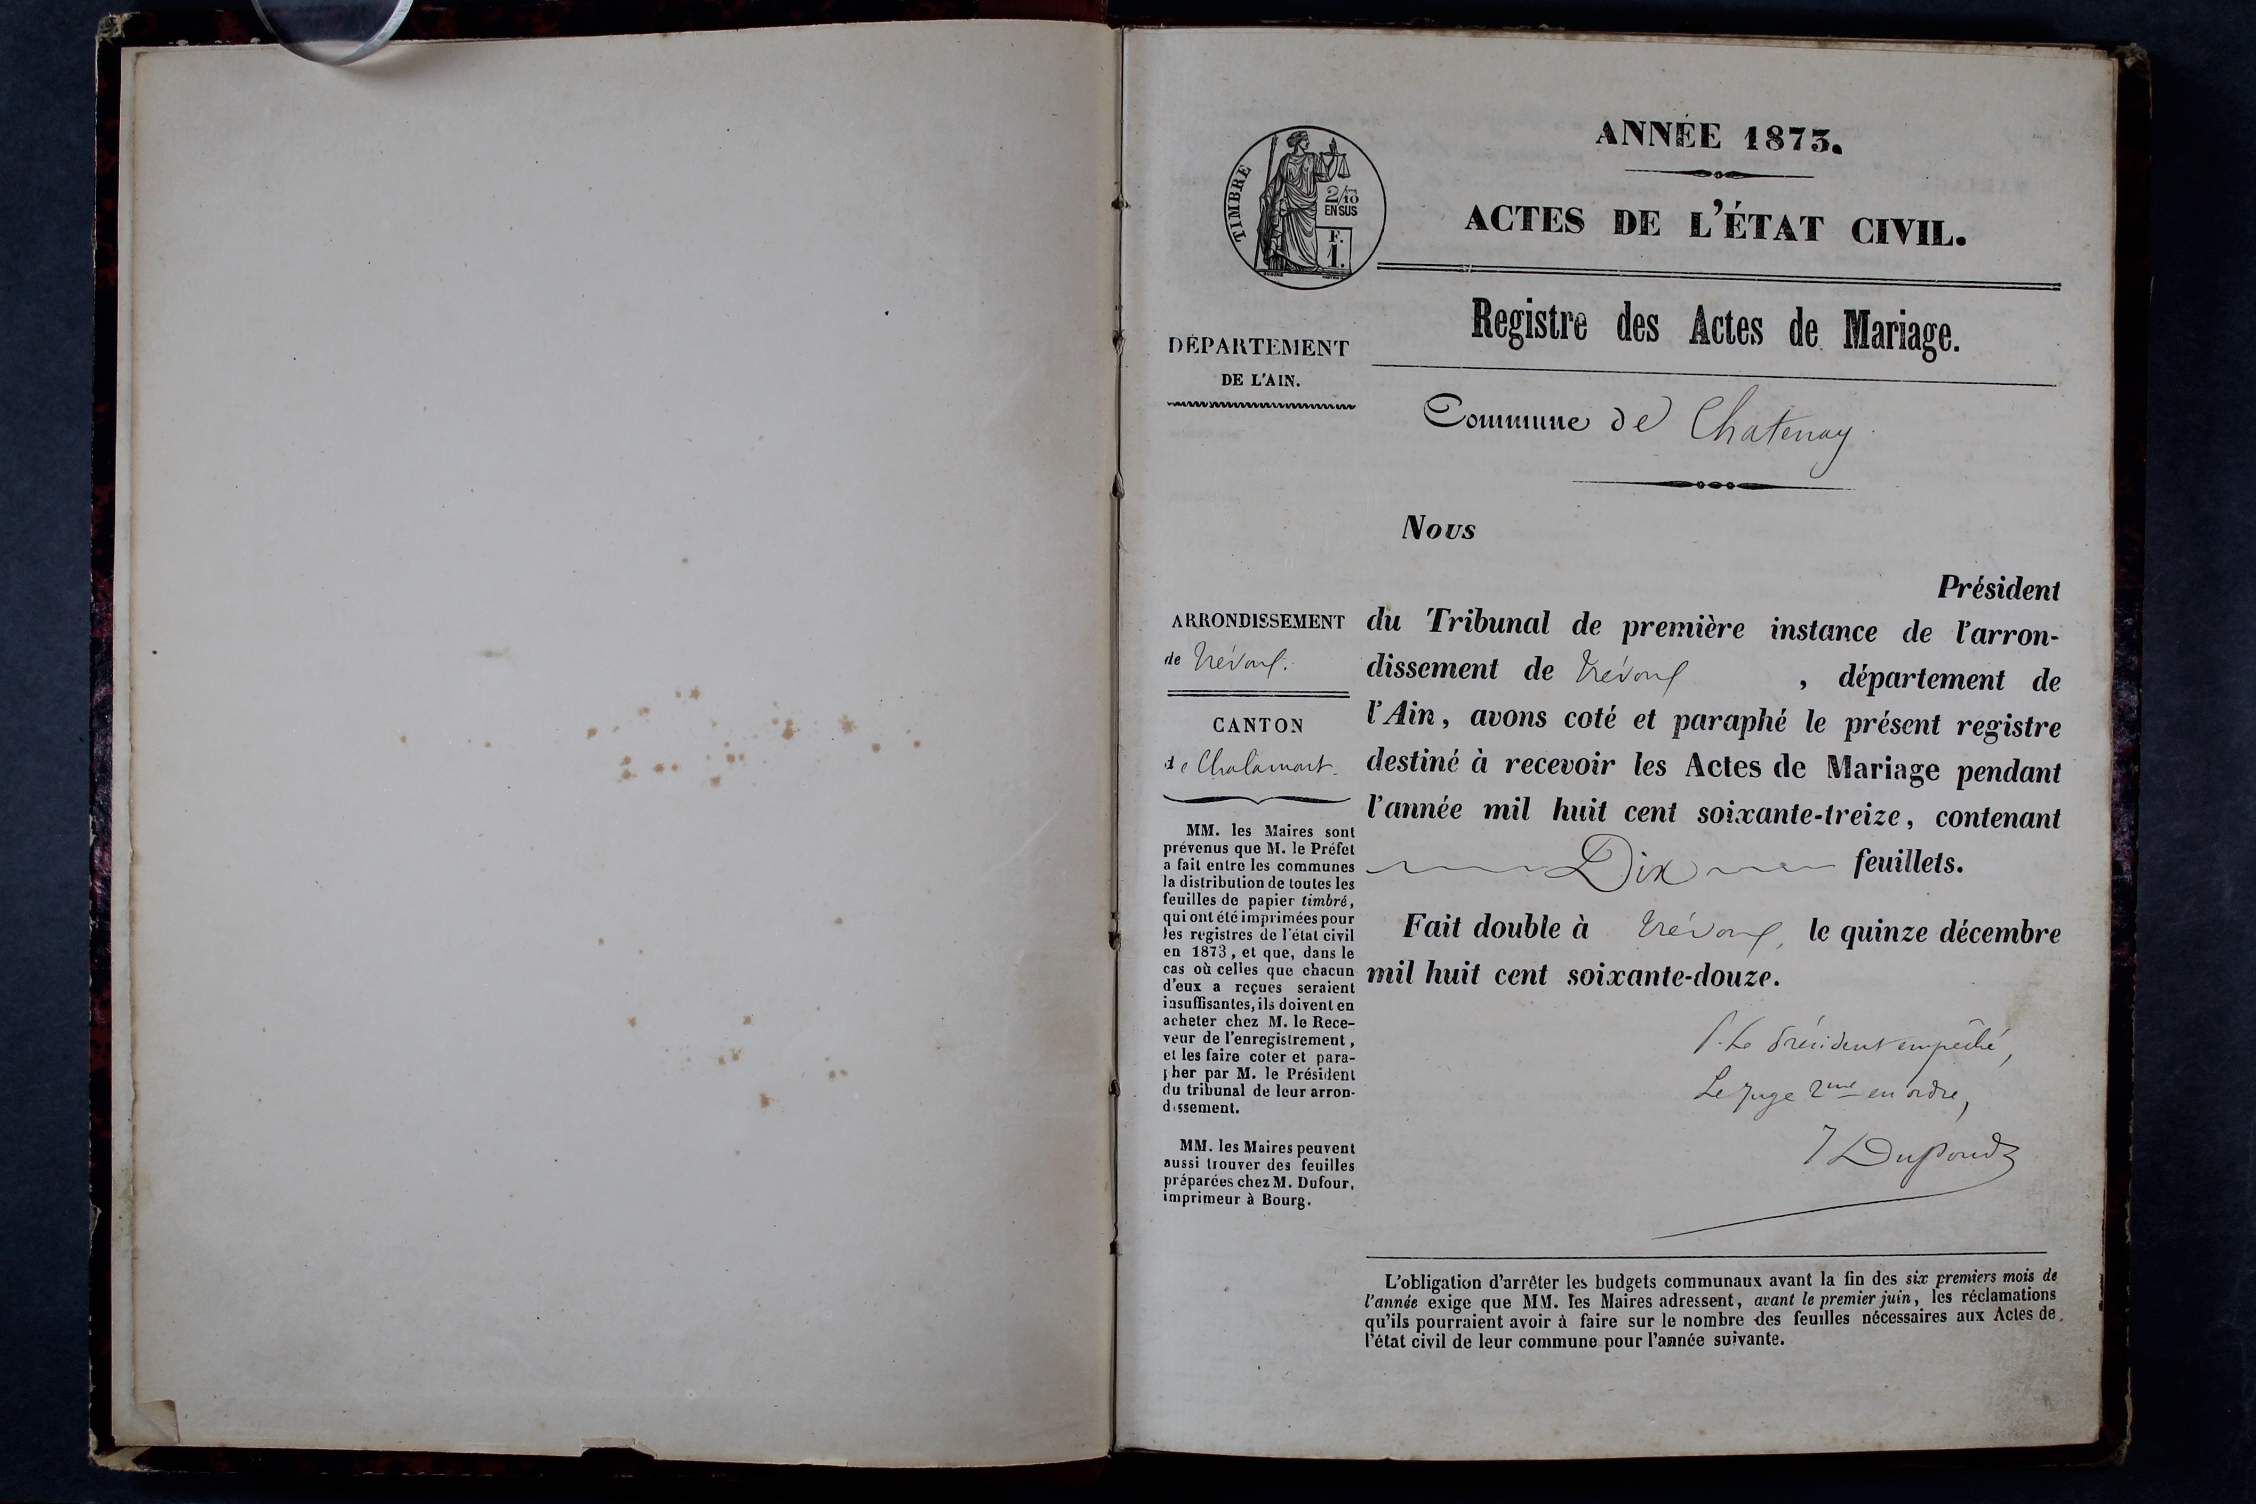 ANNÉE 1873.
ACTES DE L'ÉTAT CIVIL.
TIMBRE
2/10
EN SUS
F.
1.
Registre des Actes de Mariage.
DÉPARTEMENT
DE L'AIN.
Commune de Chatenay
Nous
Président
du Tribunal de première instance de l'arron-
dissement de Trévoux, département de
l'Ain, avons coté et paraphé le présent registre
destiné à recevoir les Actes de Mariage pendant
l'année mil huit cent soixante-treize, contenant
Dix feuillets.
Fait double à Trévoux, le quinze décembre
mil huit cent soixante-douze.
P. Le Président empêché,
Le Juge 2me en ordre,
ARRONDISSEMENT
de Trévoux.
CANTON
de Chalamont.
MM. les Maires sont
prévenus que M. le Préfet
a fait entre les communes
la distribution de toutes les
feuilles de papier timbré,
qui ont été imprimées pour
les registres de l'état civil
en 1873, et que, dans le
cas où celles que chacun
d'eux a reçues seraient
insuffisantes, ils doivent en
acheter chez M. le Rece-
veur de l'enregistrement,
et les faire coter et para-
pher par M. le Président
du tribunal de leur arron-
dissement.
MM. les Maires peuvent
aussi trouver des feuilles
préparées chez M. Dufour,
imprimeur à Bourg.
L'obligation d'arrêter les budgets communaux avant la fin des six premiers mois de
l'année exige que MM. les Maires adressent, avant le premier juin, les réclamations
qu'ils pourraient avoir à faire sur le nombre des feuilles nécessaires aux Actes de
l'état civil de leur commune pour l'année suivante.